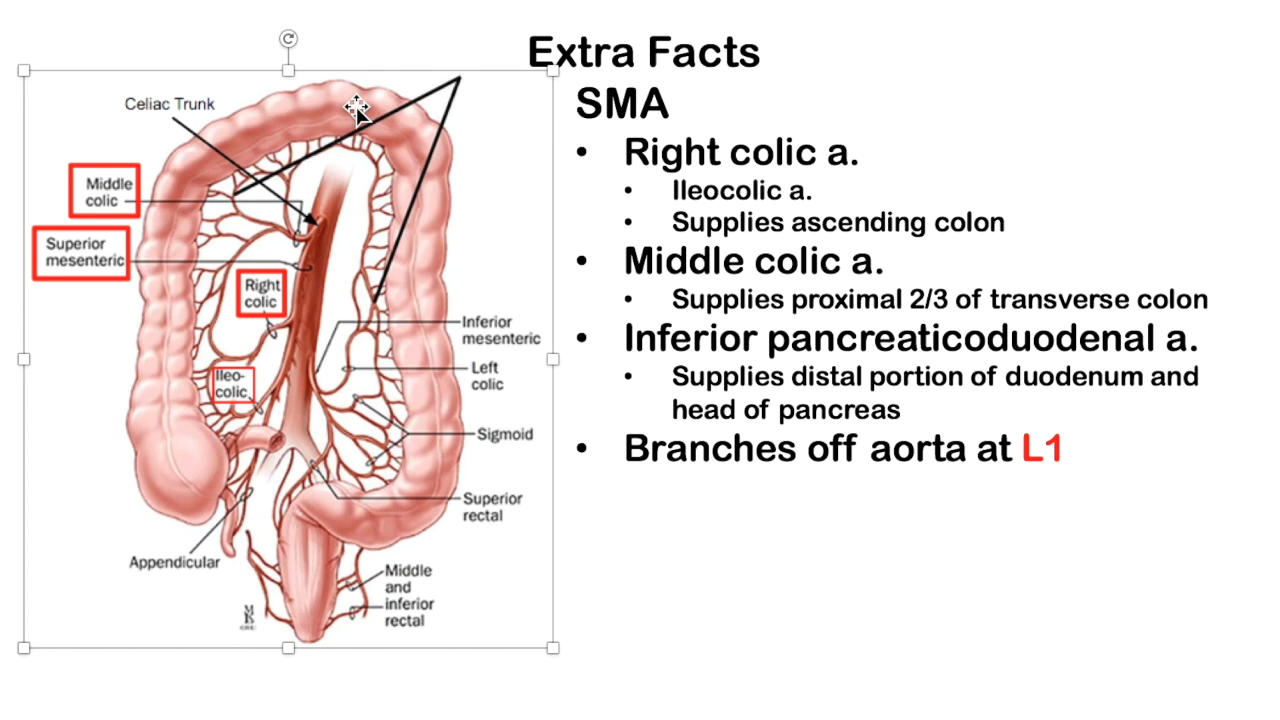 Extra Facts
Celiac Trunk
Middle
colic
Superior
mesenteric
Right
colic
Ileo-
colic
Inferior
mesenteric
Left
colic
Sigmoid
Superior
rectal
Appendicular
Middle
and
inferior
rectal
SMA
• Right colic a.
• Ileocolic a.
• Supplies ascending colon
• Middle colic a.
• Supplies proximal 2/3 of transverse colon
• Inferior pancreaticoduodenal a.
• Supplies distal portion of duodenum and
head of pancreas
• Branches off aorta at L1